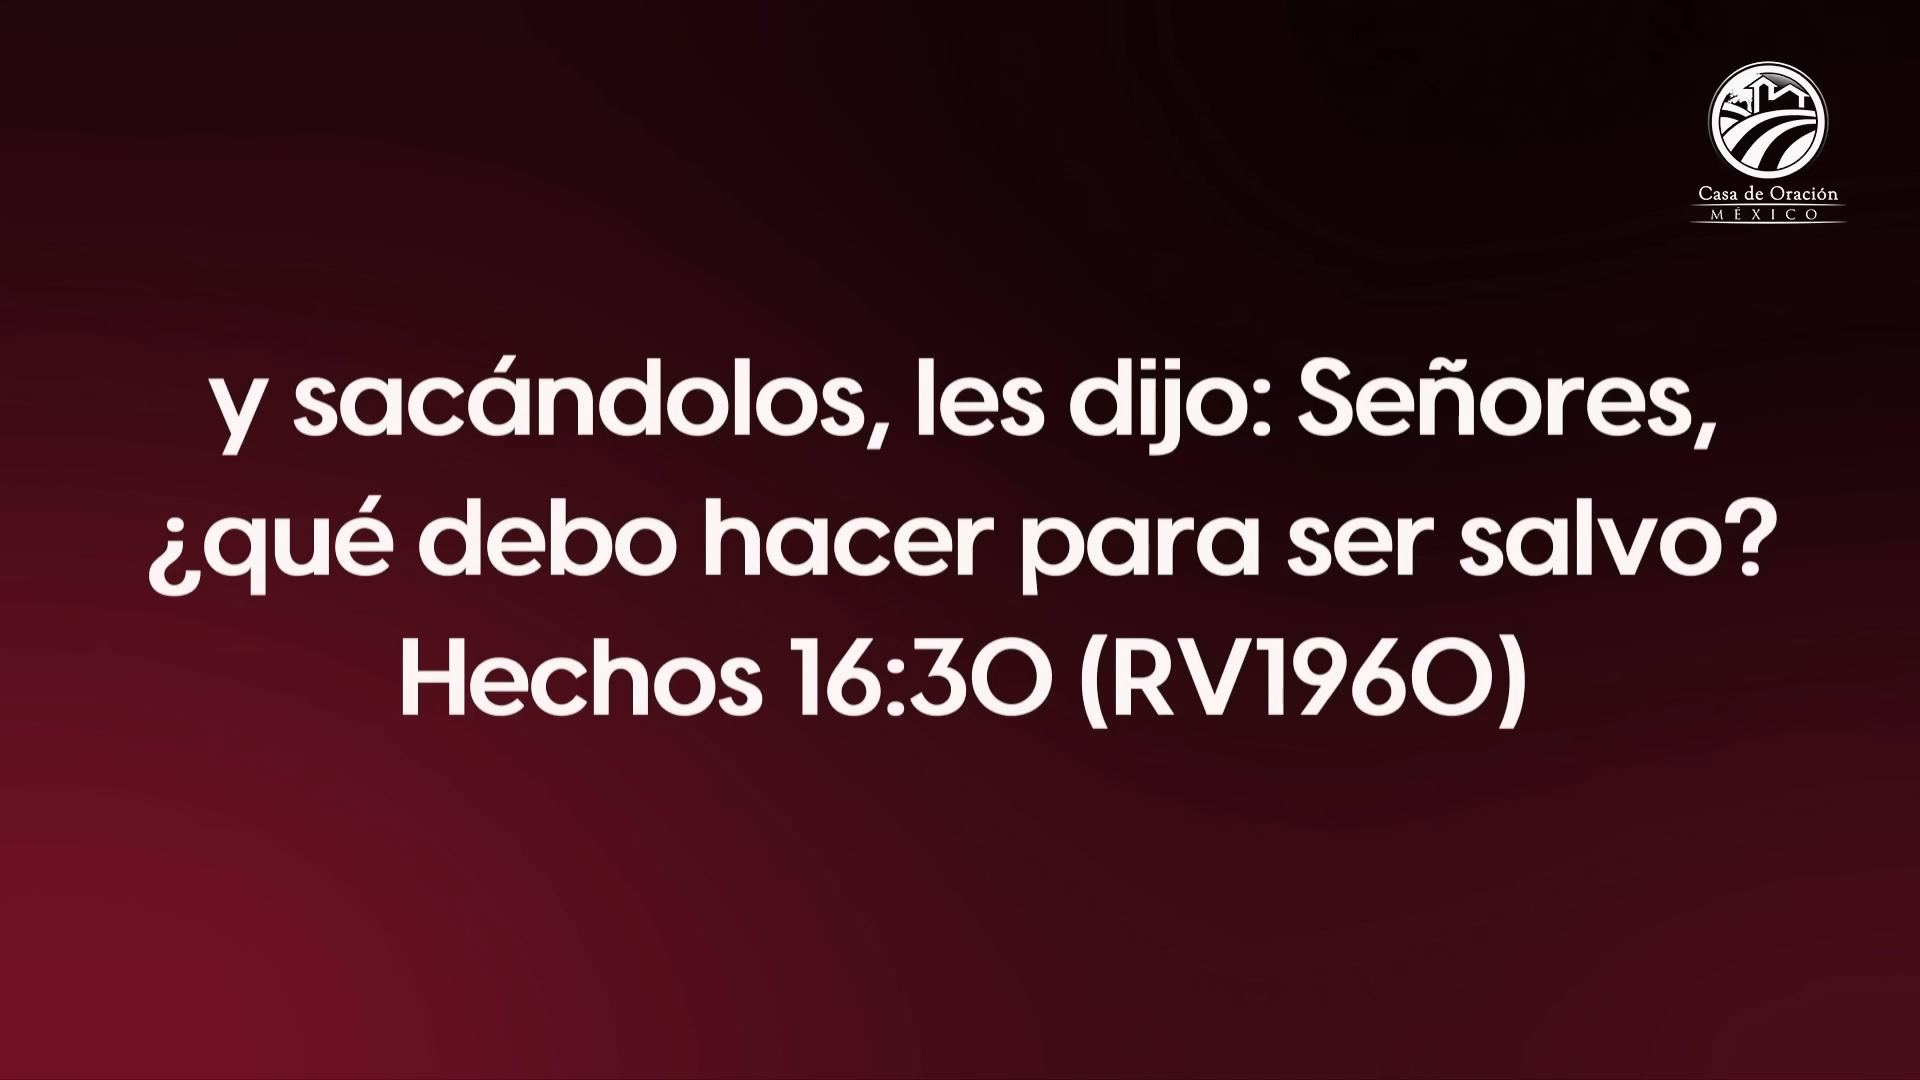 Casa de Oración
MÉXICO
y sacándolos, les dijo: Señores,
¿qué debo hacer para ser salvo?
Hechos 16:30 (RV1960)